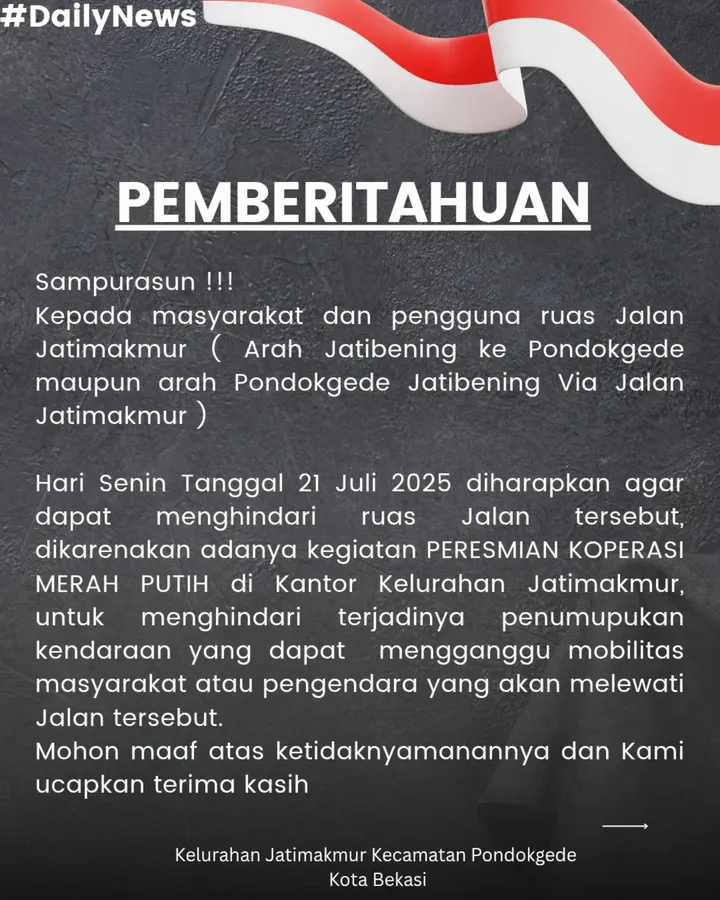 #DailyNews
PEMBERITAHUAN
Sampurasun !!!
Kepada masyarakat dan pengguna ruas Jalan
Jatimakmur ( Arah Jatibening ke Pondokgede
maupun arah Pondokgede Jatibening Via Jalan
Jatimakmur )
Hari Senin Tanggal 21 Juli 2025 diharapkan agar
dapat menghindari ruas Jalan tersebut,
dikarenakan adanya kegiatan PERESMIAN KOPERASI
MERAH PUTIH di Kantor Kelurahan Jatimakmur,
untuk menghindari terjadinya penumupukan
kendaraan yang dapat mengganggu mobilitas
masyarakat atau pengendara yang akan melewati
Jalan tersebut.
Mohon maaf atas ketidaknyamanannya dan Kami
ucapkan terima kasih
Kelurahan Jatimakmur Kecamatan Pondokgede
Kota Bekasi